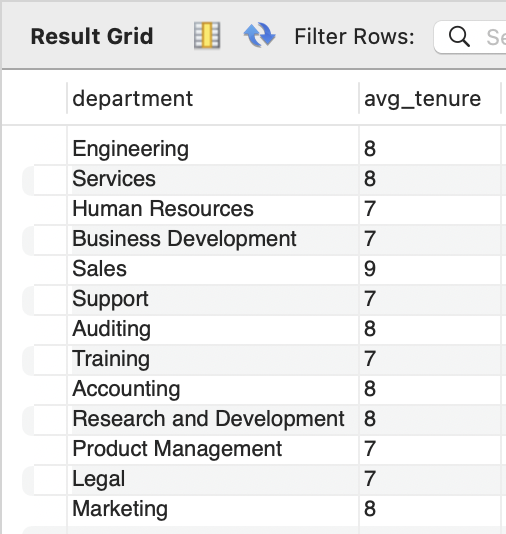 Result Grid Filter Rows: Se
department avg_tenure
Engineering 8
Services 8
Human Resources 7
Business Development 7
Sales 9
Support 7
Auditing 8
Training 7
Accounting 8
Research and Development 8
Product Management 7
Legal 7
Marketing 8